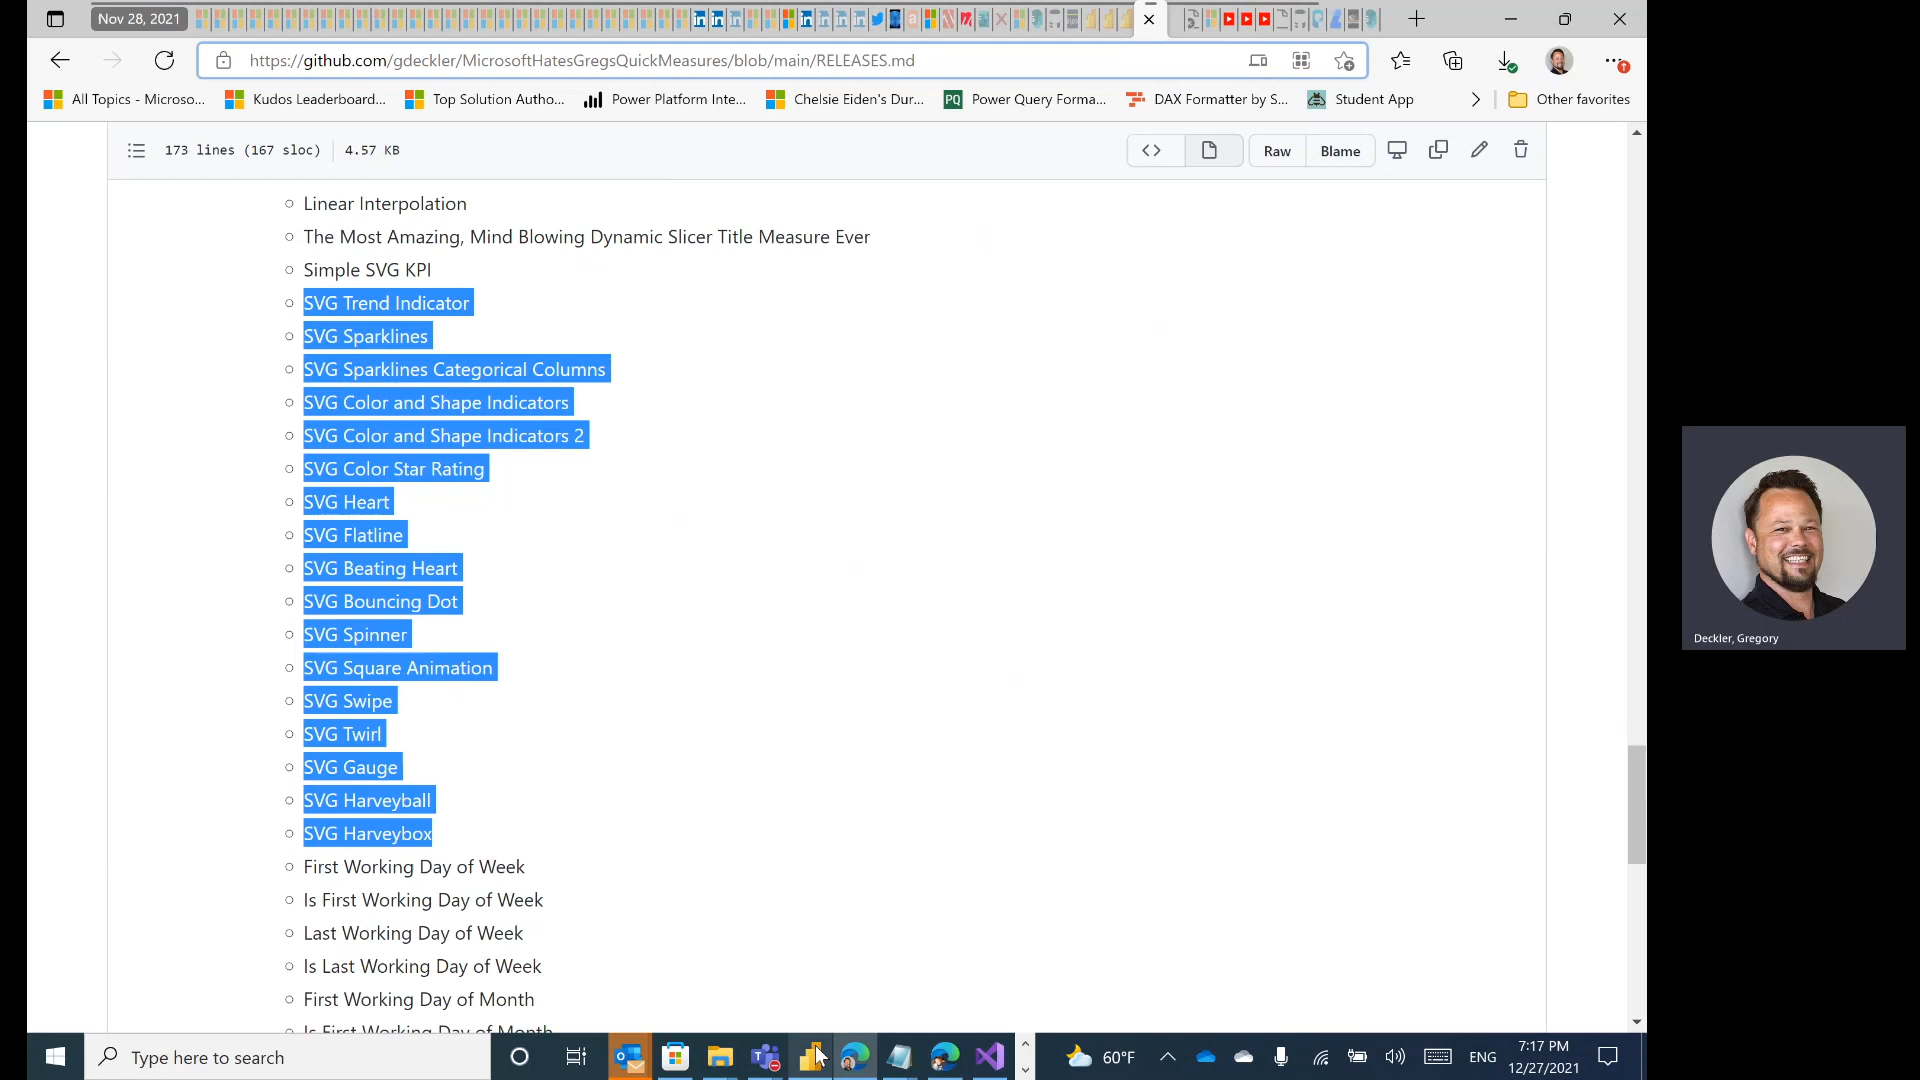 Nov 28, 2021
https://github.com/gdeckler/MicrosoftHatesGregsQuickMeasures/blob/main/RELEASES.md
All Topics - Microso...
Kudos Leaderboard...
Top Solution Autho...
Power Platform Inte...
Chelsie Eiden's Dur...
PQ
Power Query Forma...
DAX Formatter by S...
Student App
Other favorites
173 lines (167 sloc)
4.57 KB
Raw
Blame
Linear Interpolation
The Most Amazing, Mind Blowing Dynamic Slicer Title Measure Ever
Simple SVG KPI
SVG Trend Indicator
SVG Sparklines
SVG Sparklines Categorical Columns
SVG Color and Shape Indicators
SVG Color and Shape Indicators 2
SVG Color Star Rating
SVG Heart
SVG Flatline
SVG Beating Heart
SVG Bouncing Dot
SVG Spinner
SVG Square Animation
SVG Swipe
SVG Twirl
SVG Gauge
SVG Harveyball
SVG Harveybox
First Working Day of Week
Is First Working Day of Week
Last Working Day of Week
Is Last Working Day of Week
First Working Day of Month
Is First Working Day of Month
Deckler, Gregory
Type here to search
60°F
ENG
7:17 PM
12/27/2021